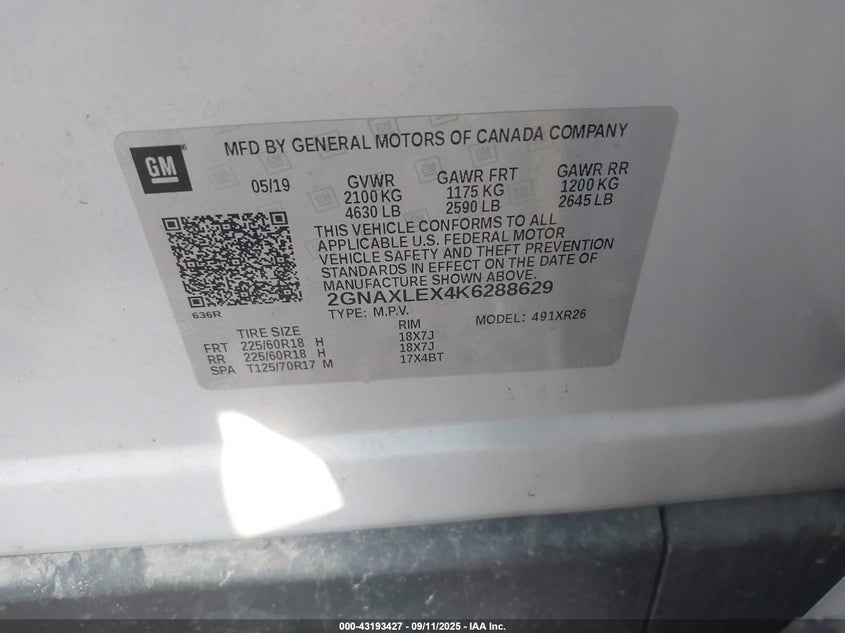 MFD BY GENERAL MOTORS OF CANADA COMPANY
GM
05/19
GVWR
2100 KG
4630 LB
GAWR FRT
1175 KG
2590 LB
GAWR RR
1200 KG
2645 LB
THIS VEHICLE CONFORMS TO ALL
APPLICABLE U.S. FEDERAL MOTOR
VEHICLE SAFETY AND THEFT PREVENTION
STANDARDS IN EFFECT ON THE DATE OF
MANUFACTURE SHOWN ABOVE.
2GNAXLEX4K6288629
TYPE: M.P.V.
MODEL: 491XR26
636R
TIRE SIZE
RIM
FRT 225/60R18 H 18X7J
RR 225/60R18 H 18X7J
SPA T125/70R17 M 17X4BT
000-43193427 - 09/11/2025 - IAA Inc.